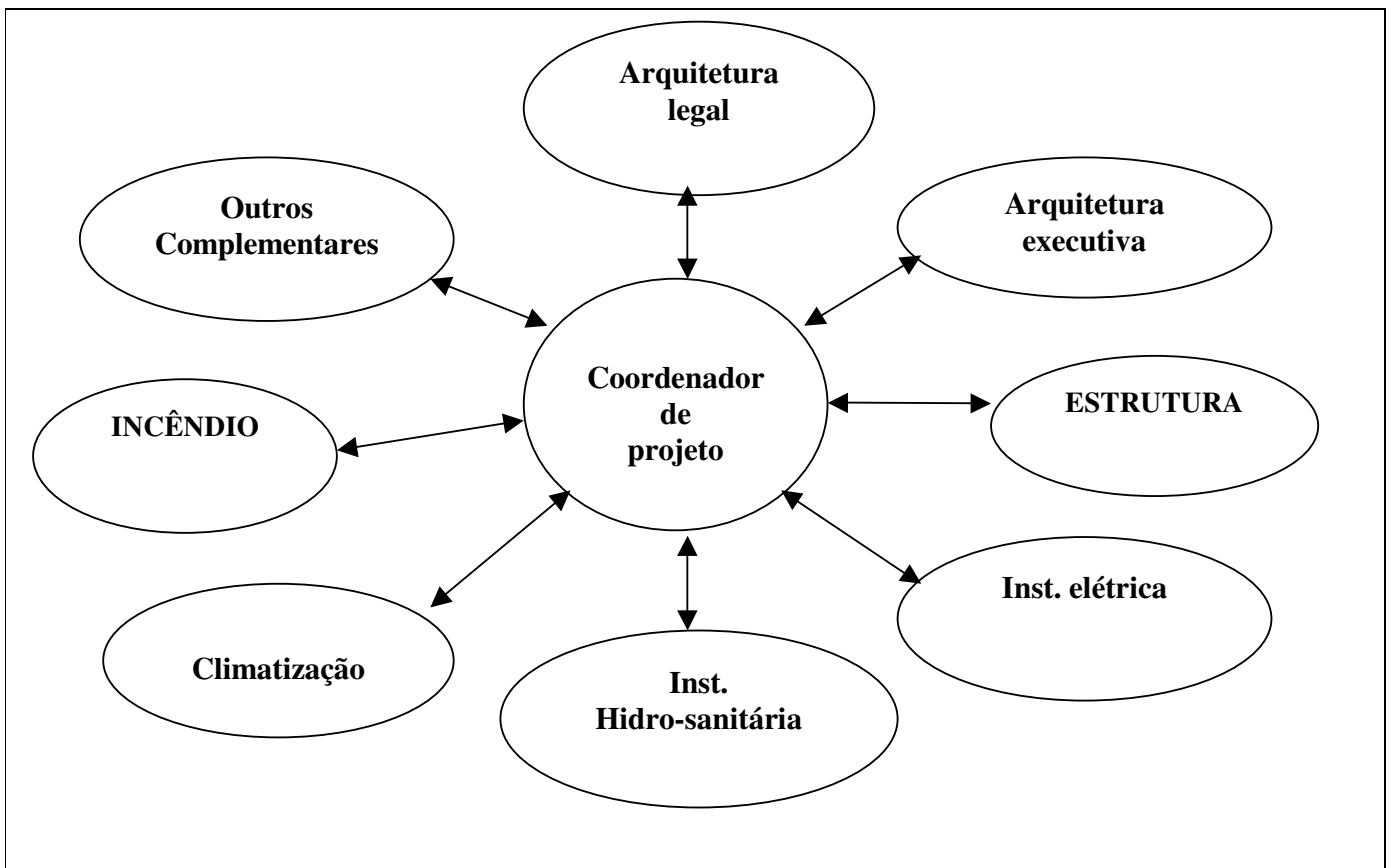 Arquitetura
legal
Outros
Complementares
Arquitetura
executiva
Coordenador
de
projeto
INCÊNDIO
ESTRUTURA
Inst. elétrica
Climatização
Inst.
Hidro-sanitária